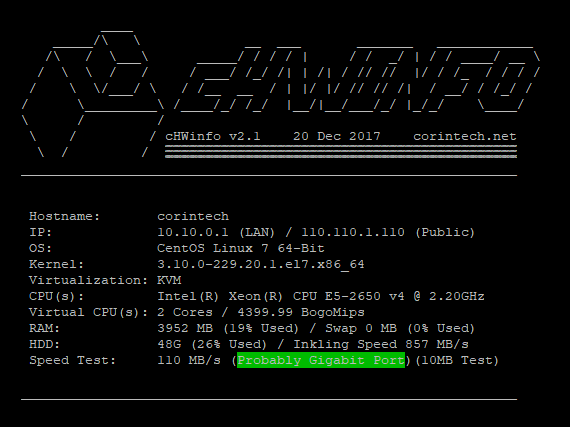 cHWinfo
cHWinfo v2.1 20 Dec 2017 corintech.net
Hostname: corintech
IP: 10.10.0.1 (LAN) / 110.110.1.110 (Public)
OS: CentOS Linux 7 64-Bit
Kernel: 3.10.0-229.20.1.el7.x86_64
Virtualization: KVM
CPU(s): Intel(R) Xeon(R) CPU E5-2650 v4 @ 2.20GHz
Virtual CPU(s): 2 Cores / 4399.99 BogoMips
RAM: 3952 MB (19% Used) / Swap 0 MB (0% Used)
HDD: 48G (26% Used) / Inkling Speed 857 MB/s
Speed Test: 110 MB/s (Probably Gigabit Port)(10MB Test)